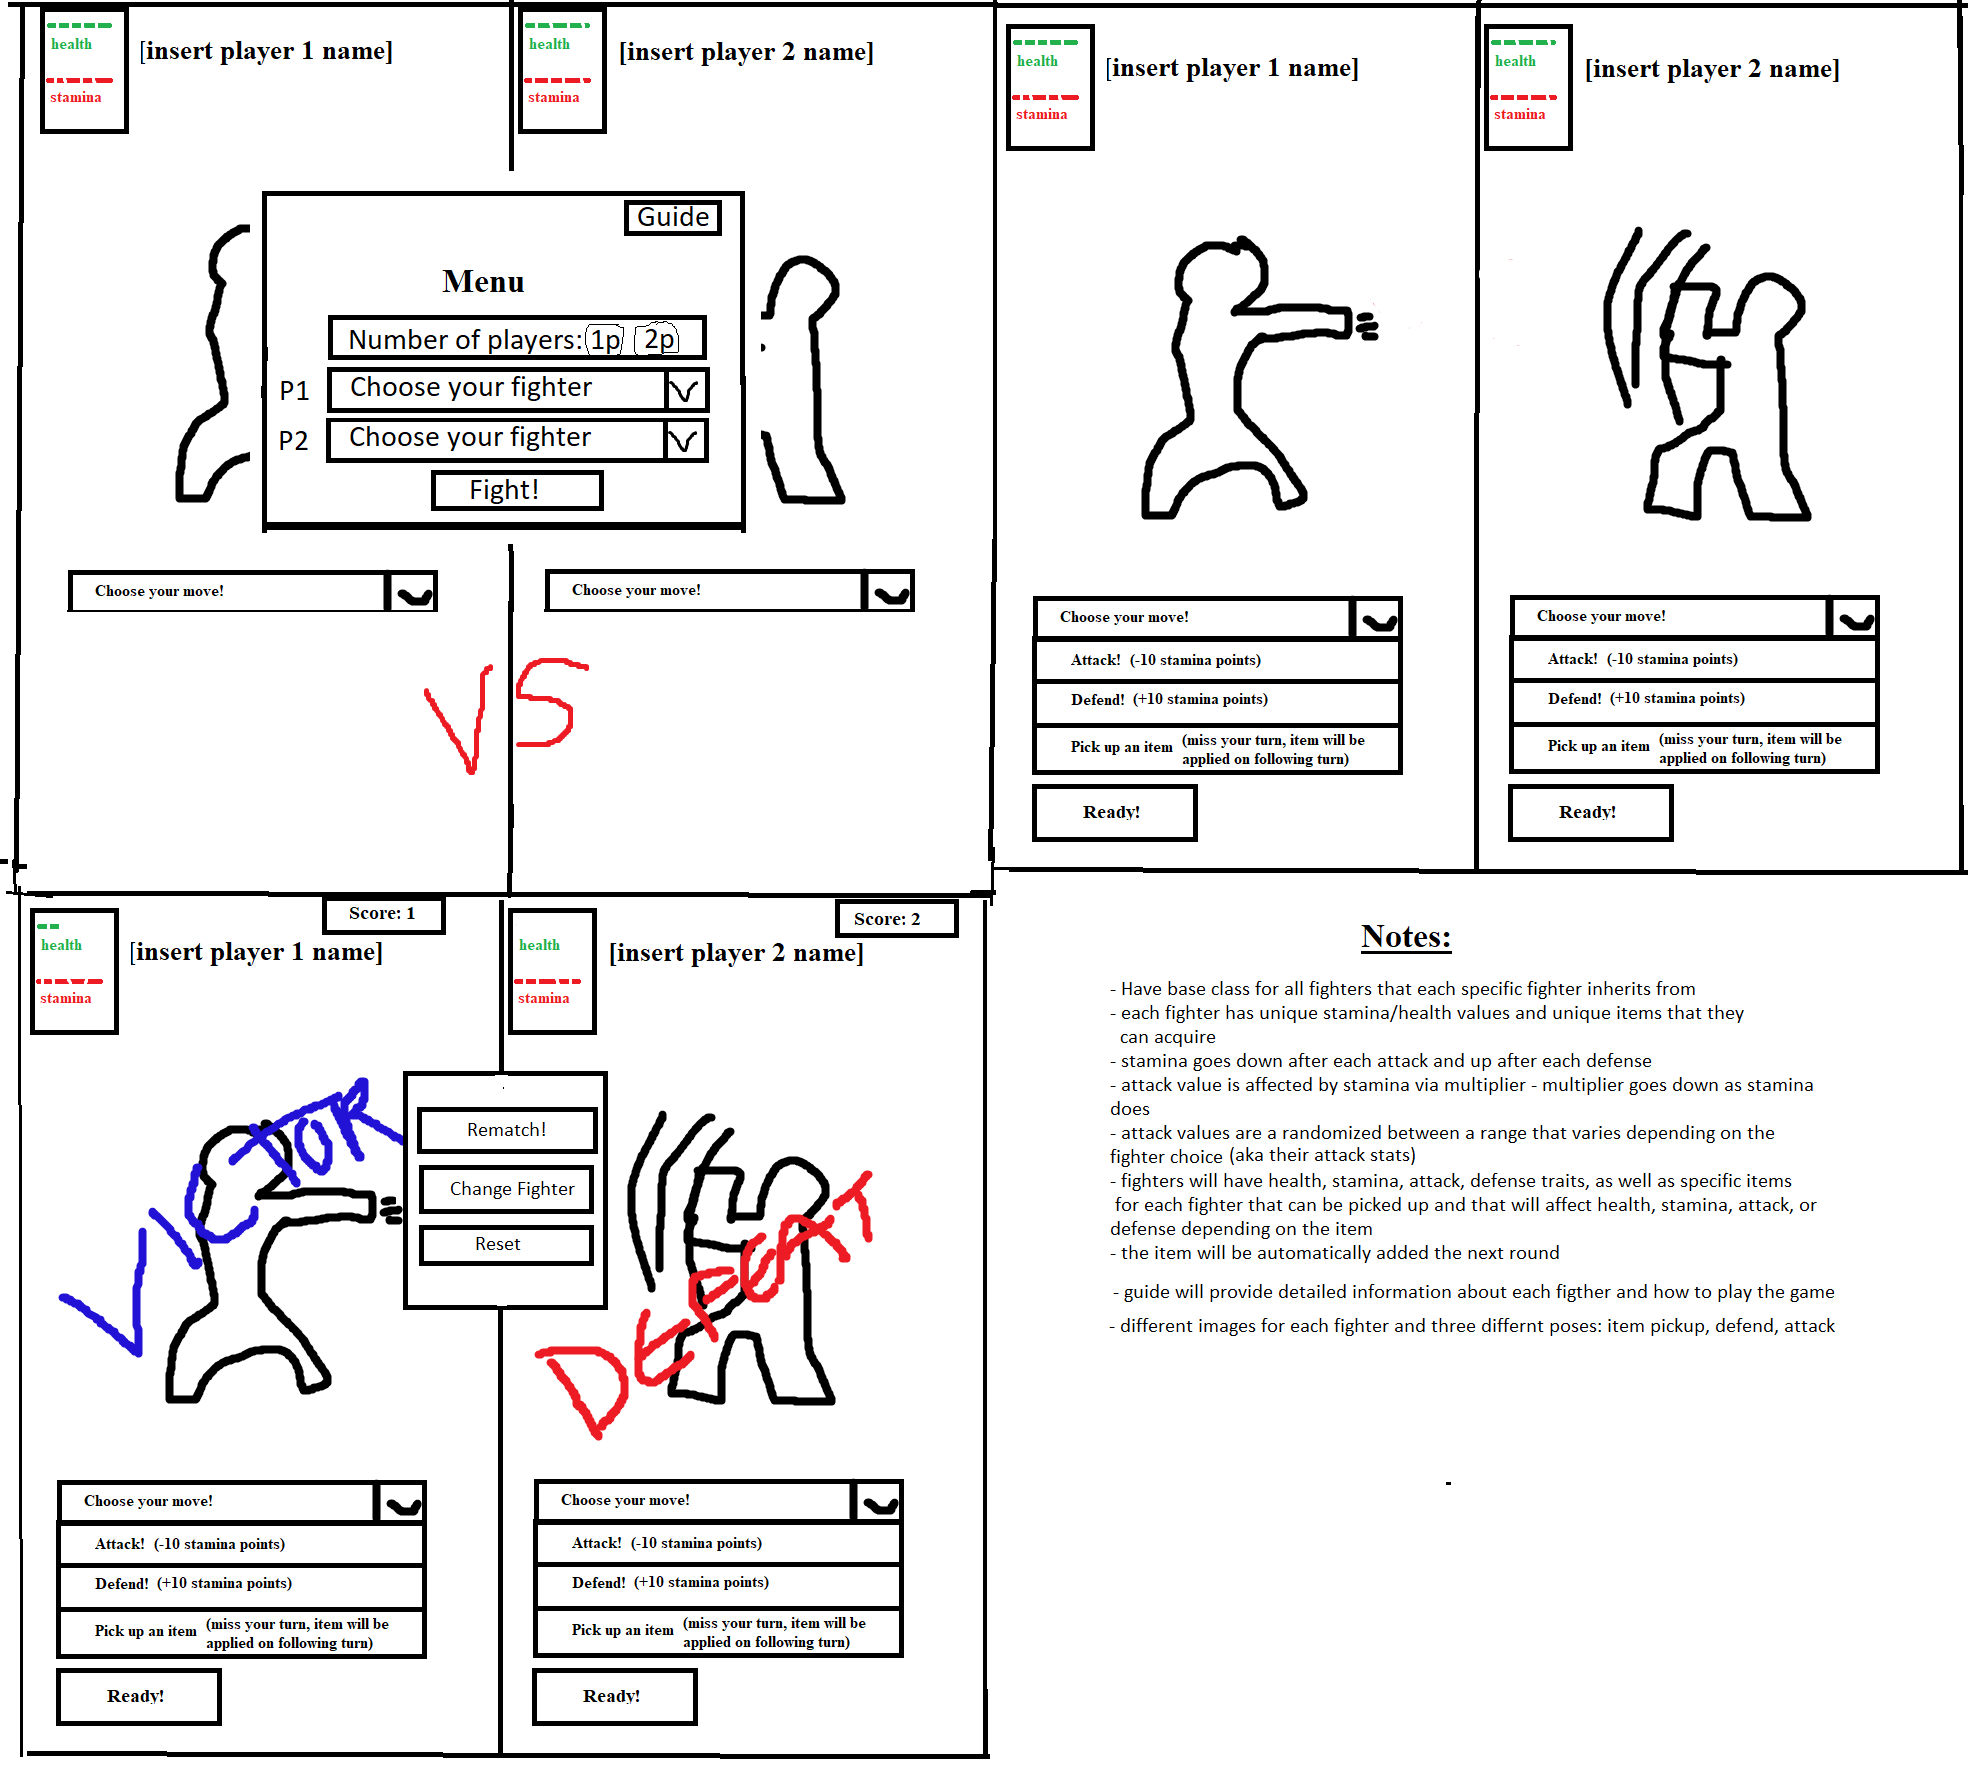 health
stamina
[insert player 1 name]
health
stamina
[insert player 2 name]
Guide
Menu
Number of players: 1p 2p
P1 Choose your fighter
P2 Choose your fighter
Fight!
Choose your move!
Choose your move!
VS
health
stamina
[insert player 1 name]
Choose your move!
Attack! (-10 stamina points)
Defend! (+10 stamina points)
Pick up an item (miss your turn, item will be
applied on following turn)
Ready!
health
stamina
[insert player 2 name]
Choose your move!
Attack! (-10 stamina points)
Defend! (+10 stamina points)
Pick up an item (miss your turn, item will be
applied on following turn)
Ready!
Score: 1
health
stamina
[insert player 1 name]
VICTOR
Choose your move!
Attack! (-10 stamina points)
Defend! (+10 stamina points)
Pick up an item (miss your turn, item will be
applied on following turn)
Ready!
Rematch!
Change Fighter
Reset
Score: 2
health
stamina
[insert player 2 name]
DEFEAT
Choose your move!
Attack! (-10 stamina points)
Defend! (+10 stamina points)
Pick up an item (miss your turn, item will be
applied on following turn)
Ready!
Notes:
- Have base class for all fighters that each specific fighter inherits from
- each fighter has unique stamina/health values and unique items that they
can acquire
- stamina goes down after each attack and up after each defense
- attack value is affected by stamina via multiplier - multiplier goes down as stamina
does
- attack values are a randomized between a range that varies depending on the
fighter choice (aka their attack stats)
- fighters will have health, stamina, attack, defense traits, as well as specific items
for each fighter that can be picked up and that will affect health, stamina, attack, or
defense depending on the item
- the item will be automatically added the next round
- guide will provide detailed information about each figther and how to play the game
- different images for each fighter and three differnt poses: item pickup, defend, attack